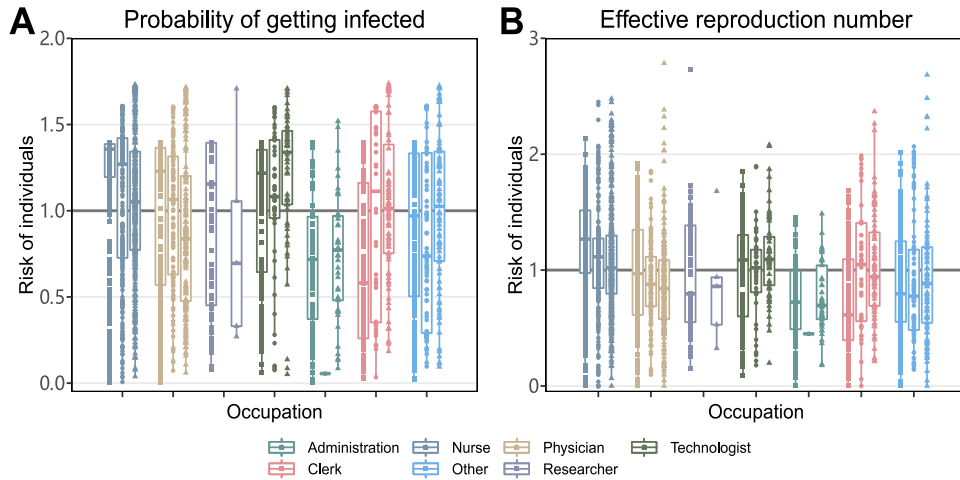 A Probability of getting infected
2.0
1.5
1.0
0.5
0.0
Risk of individuals
Occupation
B Effective reproduction number
3
2
1
0
Risk of individuals
Occupation
Administration Nurse Physician Technologist
Clerk Other Researcher